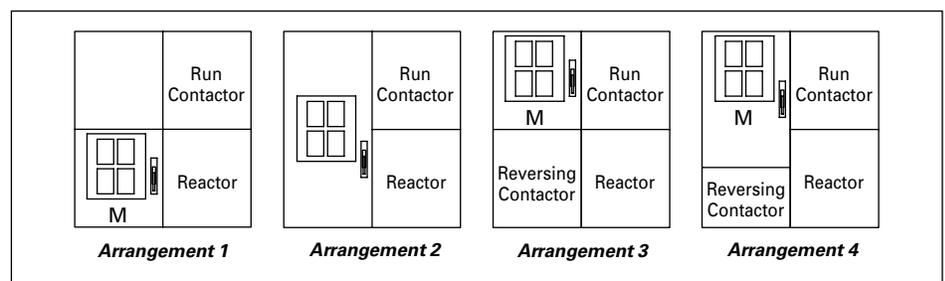 Run
Contactor
M
Reactor
Arrangement 1
Run
Contactor
Reactor
Arrangement 2
Run
Contactor
M
Reversing
Contactor
Reactor
Arrangement 3
Run
Contactor
M
Reversing
Contactor
Reactor
Arrangement 4